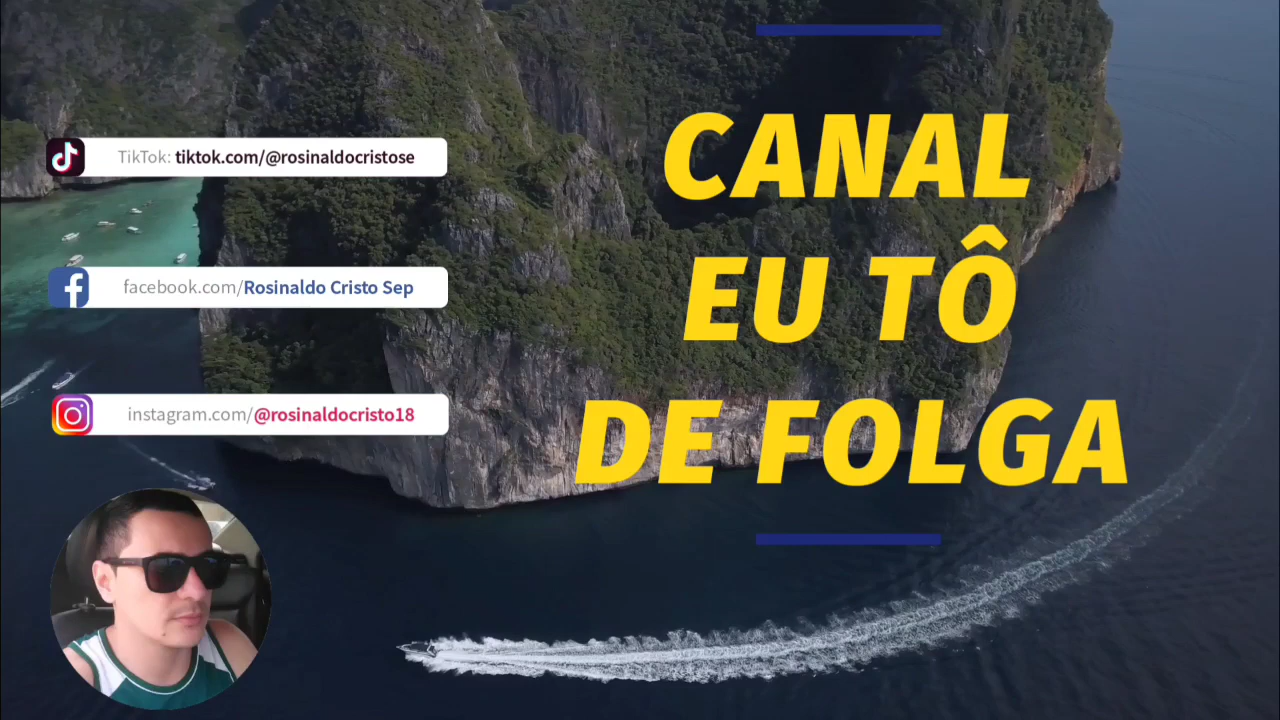 TikTok: tiktok.com/@rosinaldocristose
facebook.com/Rosinaldo Cristo Sep
instagram.com/@rosinaldocristo18
CANAL
EU TÔ
DE FOLGA